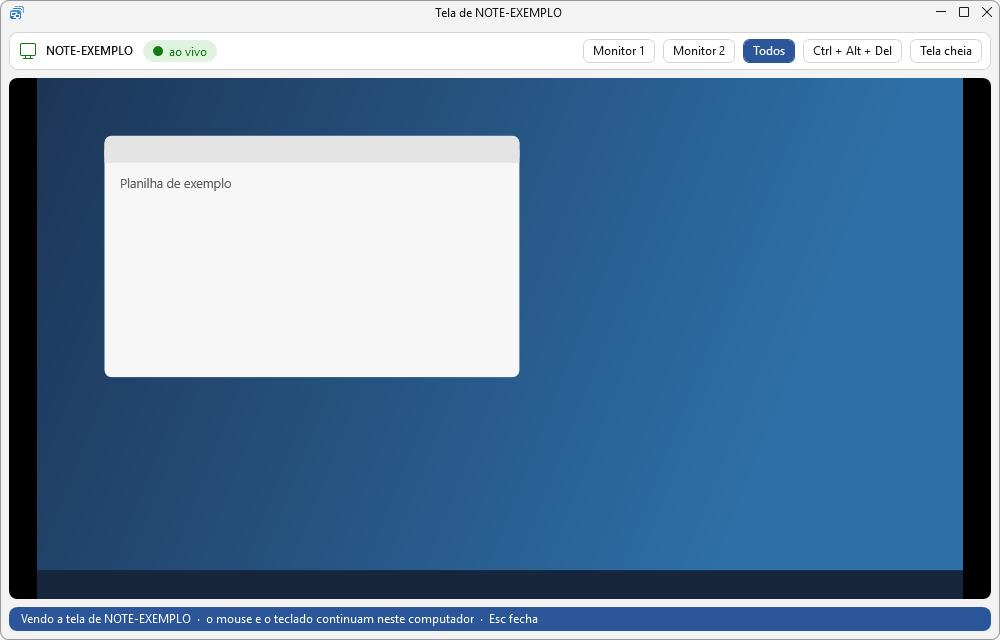 Tela de NOTE-EXEMPLO
NOTE-EXEMPLO ao vivo Monitor 1 Monitor 2 Todos Ctrl + Alt + Del Tela cheia
Planilha de exemplo
Vendo a tela de NOTE-EXEMPLO · o mouse e o teclado continuam neste computador · Esc fecha